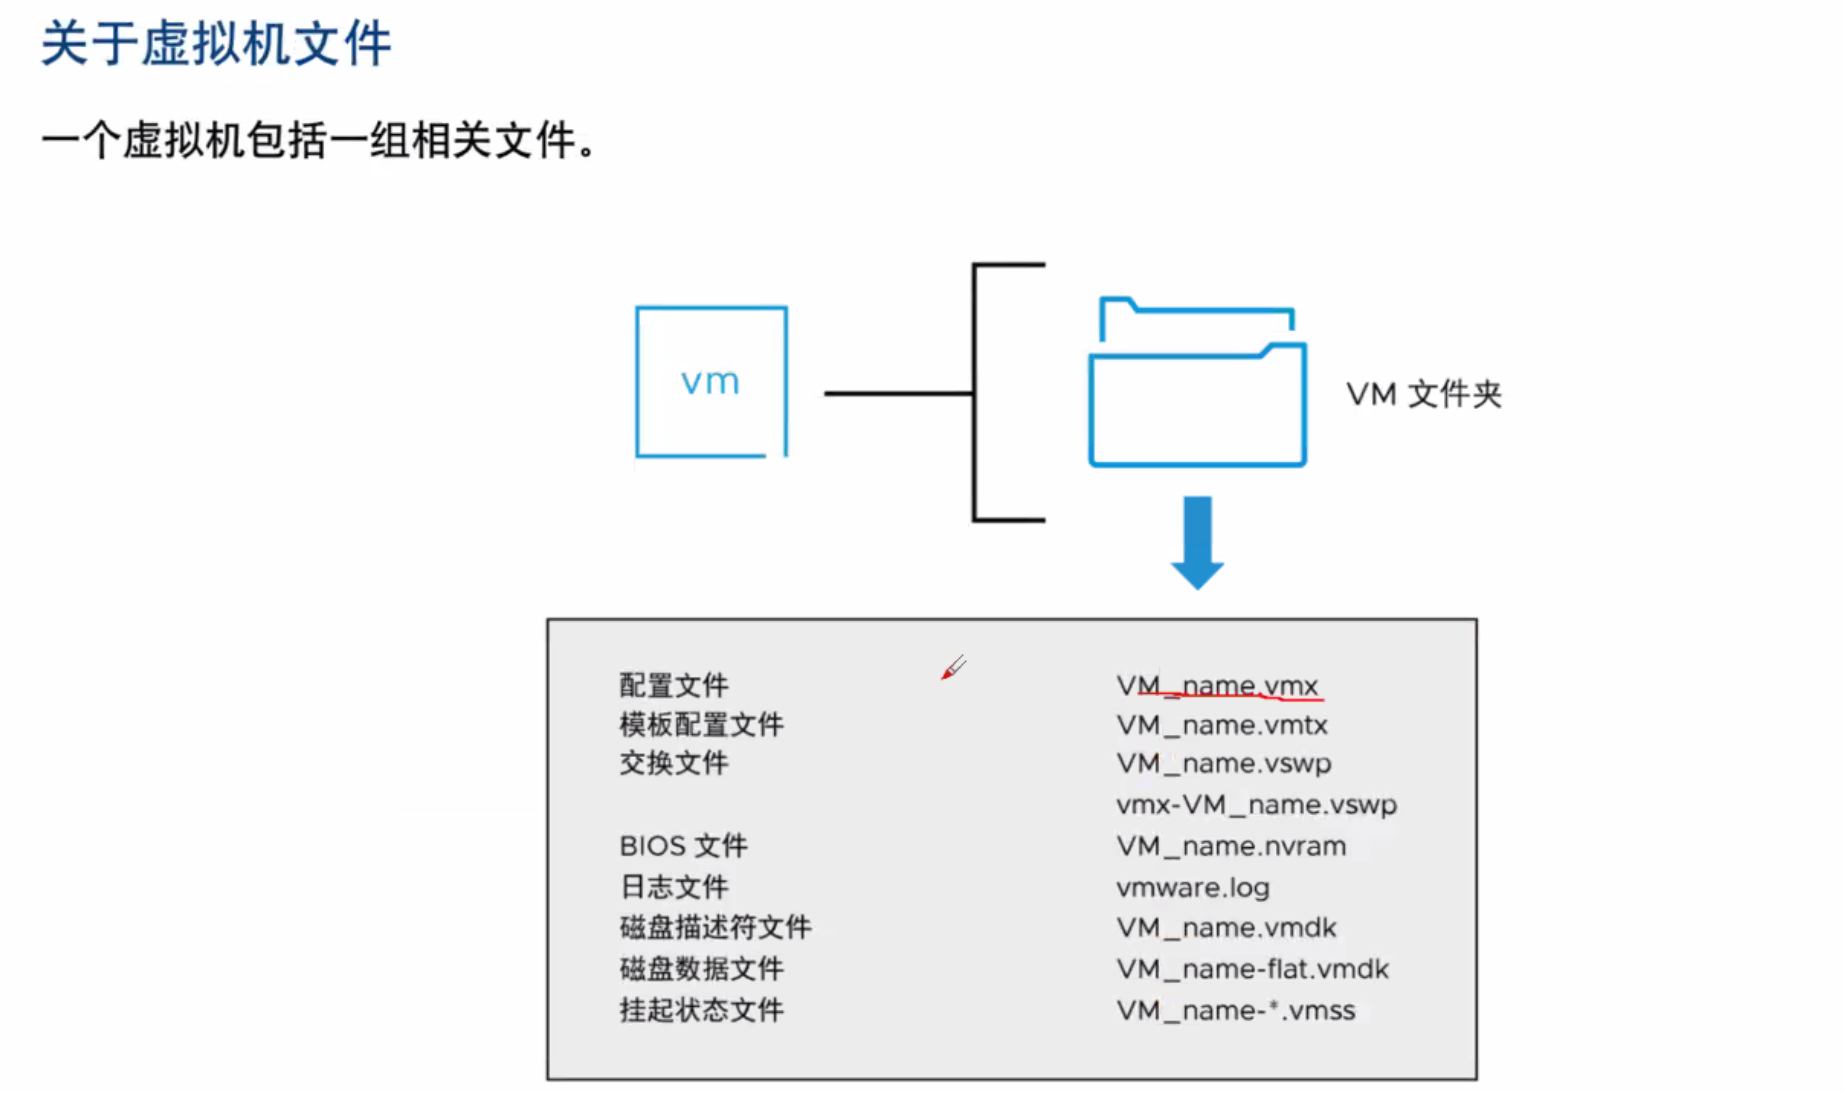 关于虚拟机文件
一个虚拟机包括一组相关文件。
vm
VM 文件夹
配置文件 VM_name.vmx
模板配置文件 VM_name.vmtx
交换文件 VM_name.vswp
vmx-VM_name.vswp
BIOS 文件 VM_name.nvram
日志文件 vmware.log
磁盘描述符文件 VM_name.vmdk
磁盘数据文件 VM_name-flat.vmdk
挂起状态文件 VM_name-*.vmss